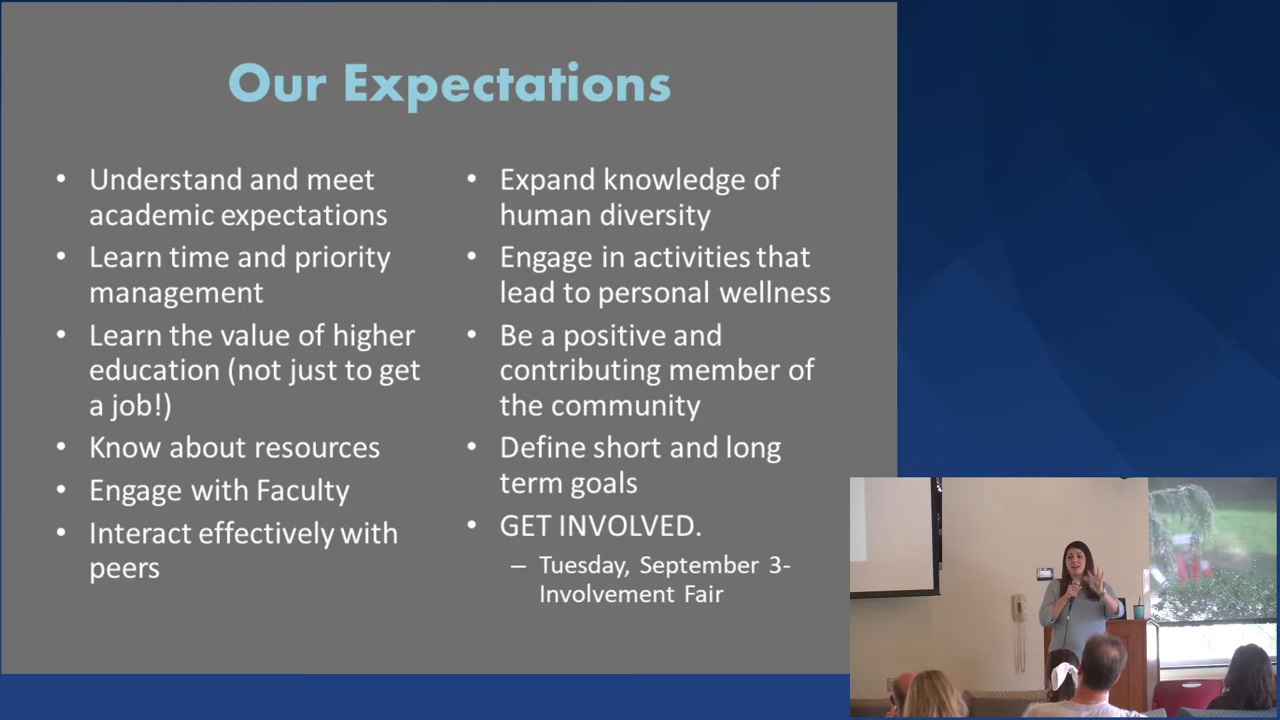 Our Expectations
• Understand and meet
academic expectations
• Learn time and priority
management
• Learn the value of higher
education (not just to get
a job!)
• Know about resources
• Engage with Faculty
• Interact effectively with
peers
• Expand knowledge of
human diversity
• Engage in activities that
lead to personal wellness
• Be a positive and
contributing member of
the community
• Define short and long
term goals
• GET INVOLVED.
– Tuesday, September 3-
Involvement Fair